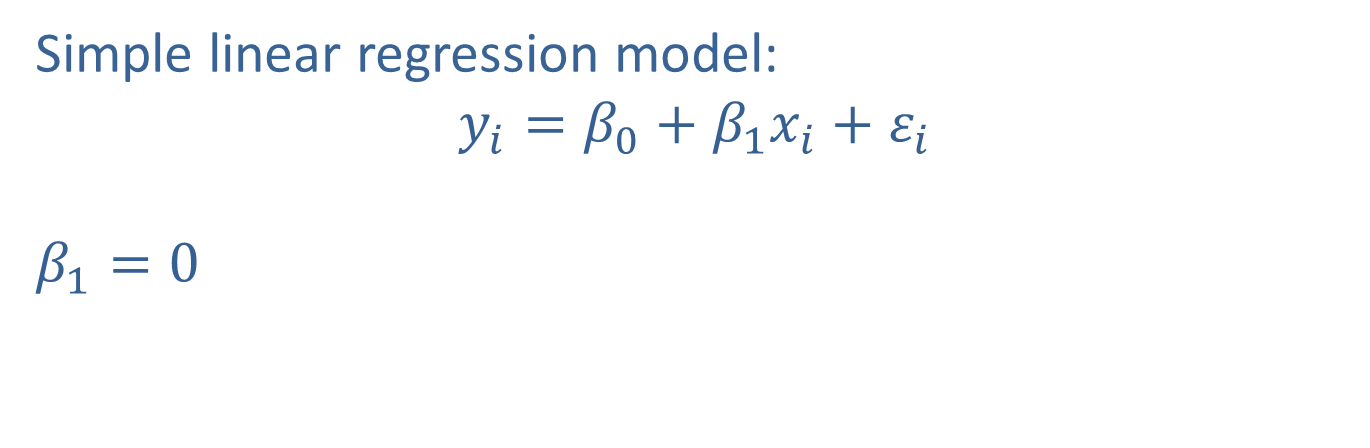 Simple linear regression model:
yᵢ = β₀ + β₁xᵢ + εᵢ
β₁ = 0